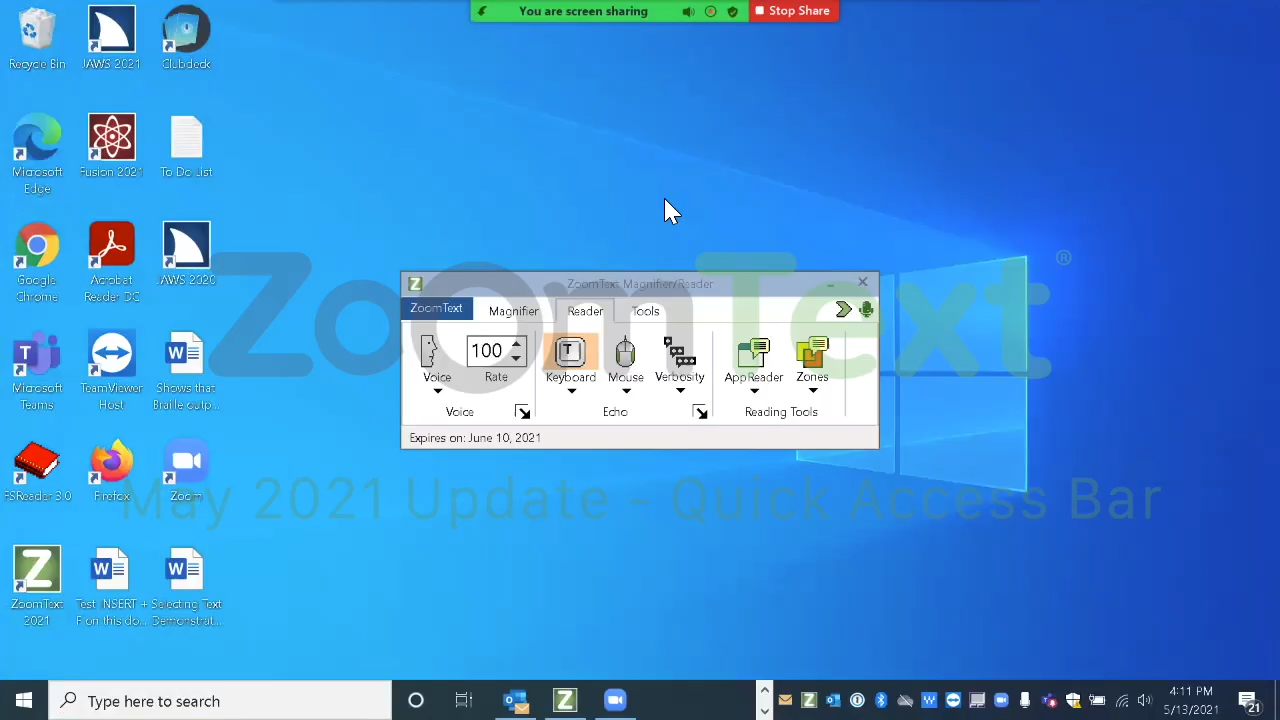 You are screen sharing
Stop Share
Recycle Bin
JAWS 2021
Clubdeck
Microsoft
Edge
Fusion 2021
To Do List
Google
Chrome
Acrobat
Reader DC
JAWS 2020
Microsoft
Teams
TeamViewer
Host
Shows that
Braille outp...
FSReader 3.0
Firefox
Zoom
ZoomText
2021
Test INSERT +
F on this do...
Selecting Text
Demonstrat...
ZoomText®
May 2021 Update - Quick Access Bar
ZoomText Magnifier/Reader
ZoomText
Magnifier
Reader
Tools
Voice
100
Rate
Keyboard
Mouse
Verbosity
AppReader
Zones
Voice
Echo
Reading Tools
Expires on: June 10, 2021
Type here to search
4:11 PM
5/13/2021
21